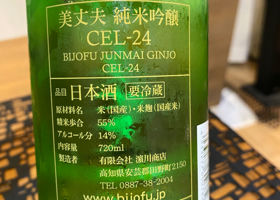 美丈夫 純米吟醸
CEL-24
BIJOFU JUNMAI GINJO
CEL-24
品目 日本酒 要冷蔵
原材料名 米(国産)・米麹(国産米)
精米歩合 55%
アルコール分 14%
内容量 720ml
製造者 有限会社 濵川商店
高知県安芸郡田野町2150
TEL 0887-38-2004
www.bijofu.jp